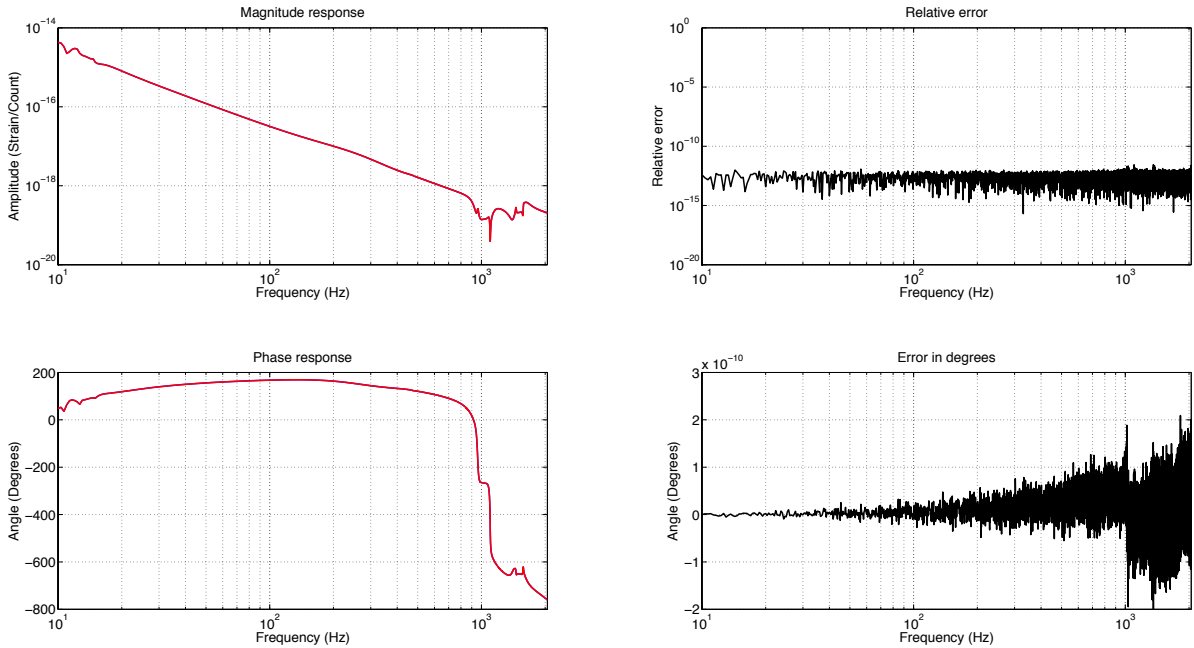 Magnitude response
10^-14
10^-16
10^-18
10^-20
Amplitude (Strain/Count)
10^1
10^2
10^3
Frequency (Hz)
Relative error
10^0
10^-5
10^-10
10^-15
10^-20
Relative error
10^1
10^2
10^3
Frequency (Hz)
Phase response
200
0
−200
−400
−600
−800
Angle (Degrees)
10^1
10^2
10^3
Frequency (Hz)
Error in degrees
x 10^-10
3
2
1
0
−1
−2
Angle (Degrees)
10^1
10^2
10^3
Frequency (Hz)